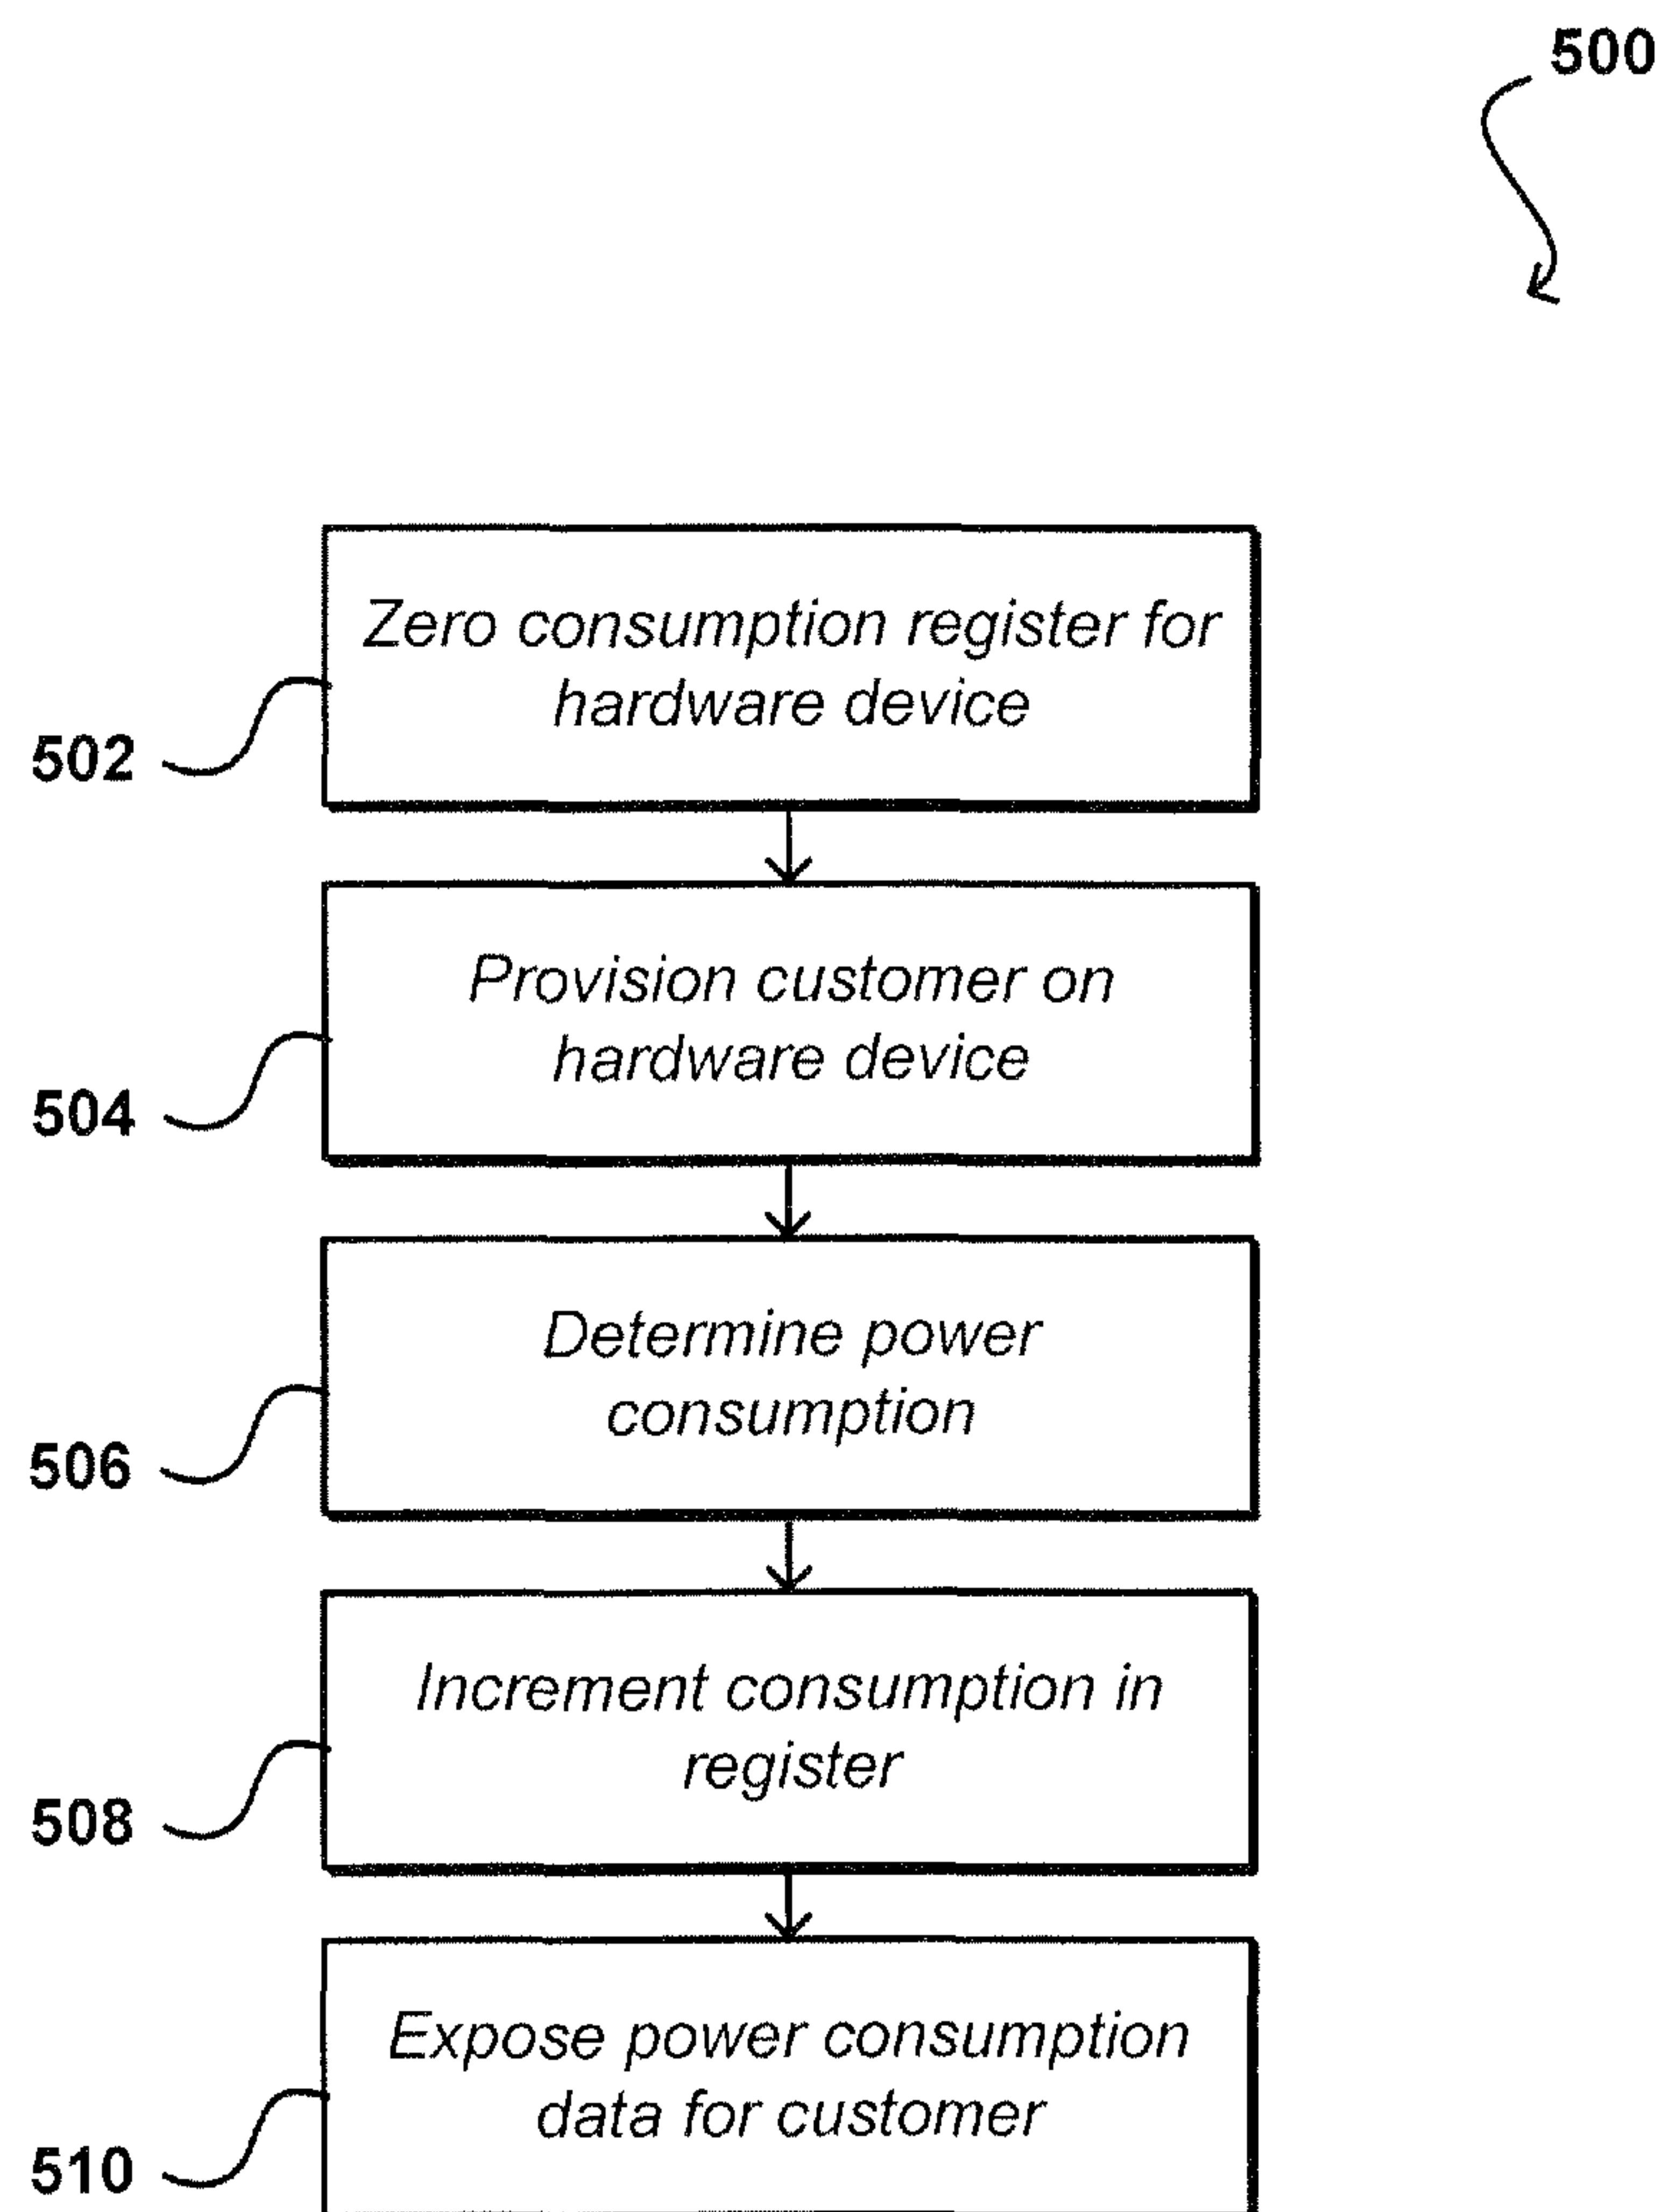 500
Zero consumption register for
hardware device
502
Provision customer on
hardware device
504
Determine power
consumption
506
Increment consumption in
register
508
Expose power consumption
data for customer
510